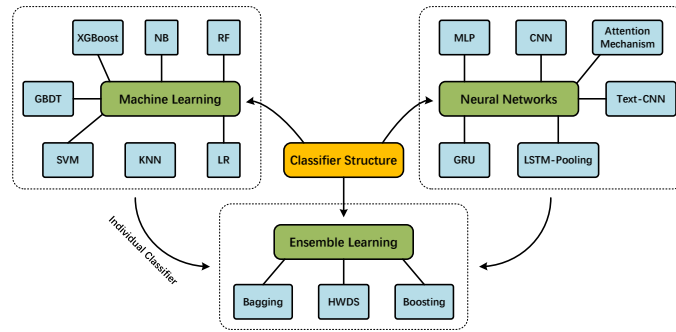 XGBoost
NB
RF
GBDT
Machine Learning
SVM
KNN
LR
MLP
CNN
Attention
Mechanism
Neural Networks
Text-CNN
GRU
LSTM-Pooling
Classifier Structure
Individual Classifier
Ensemble Learning
Bagging
HWDS
Boosting